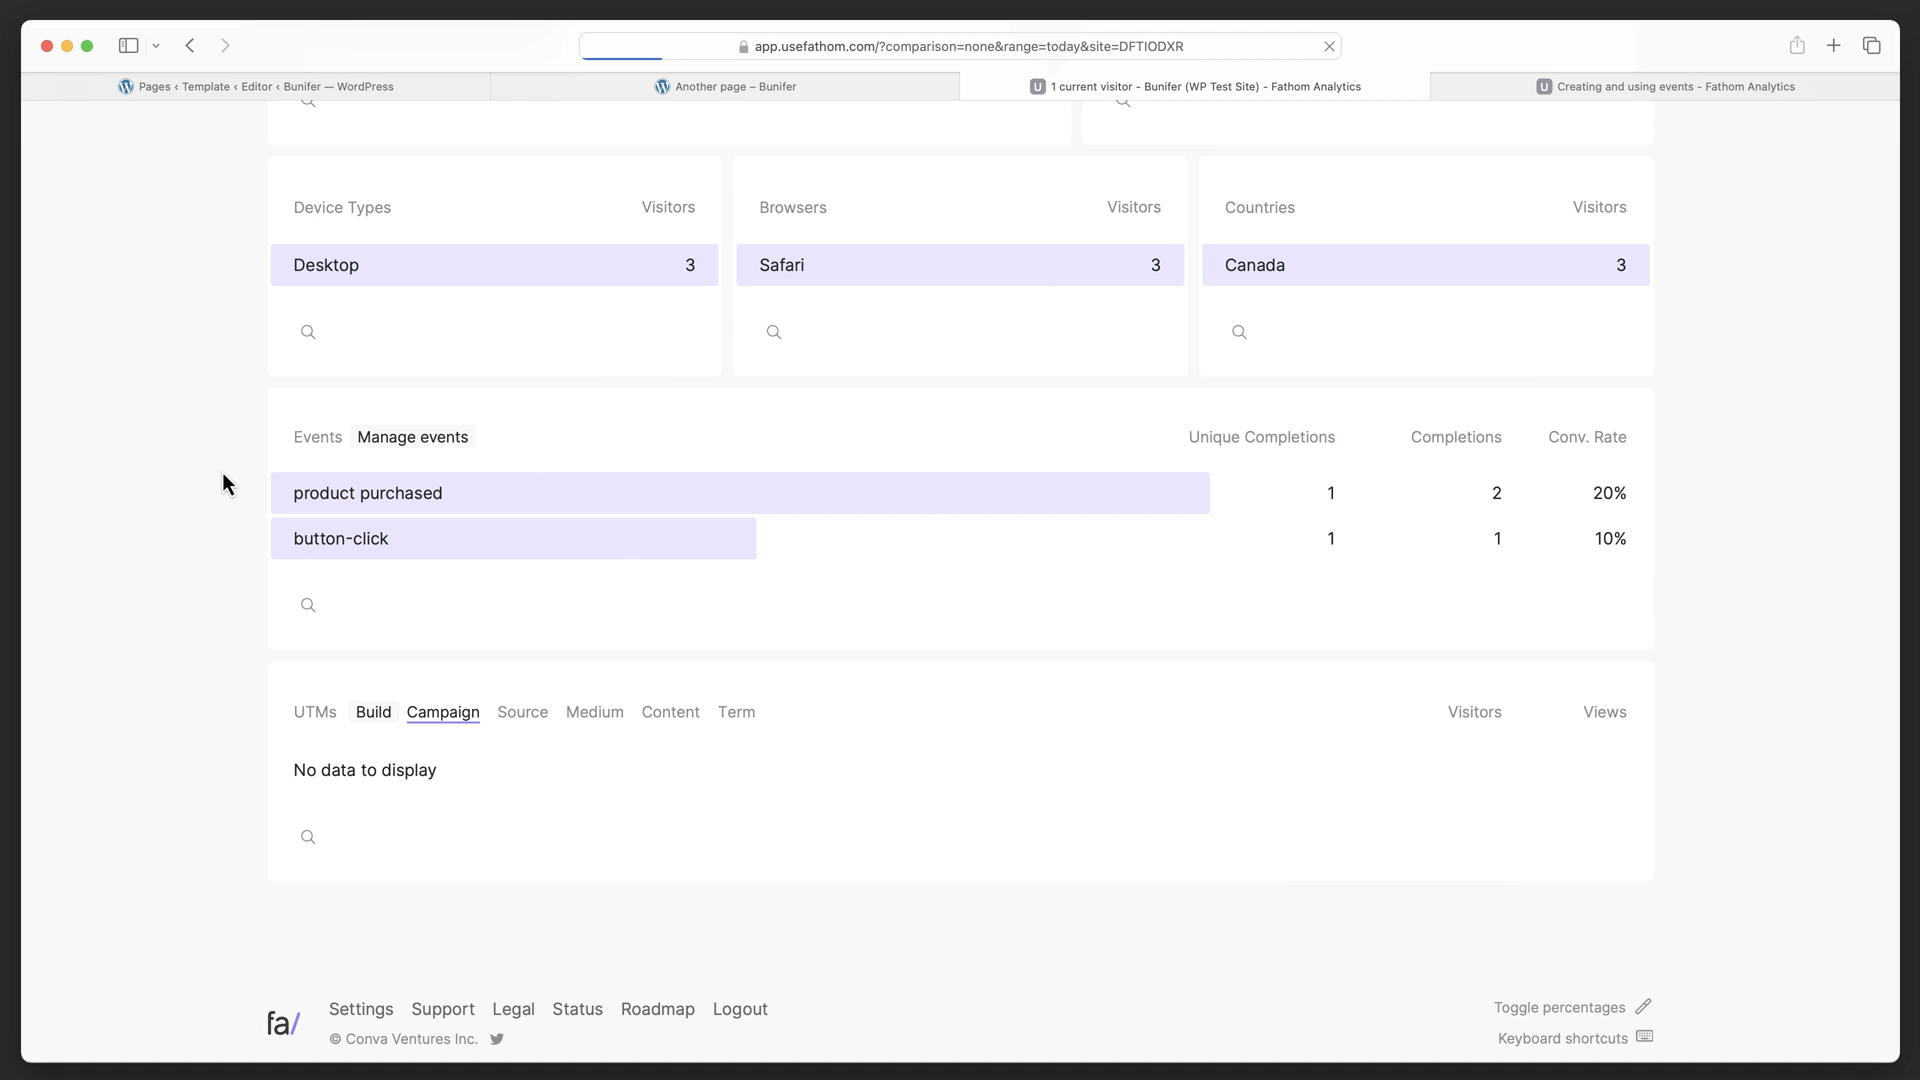 app.usefathom.com/?comparison=none&range=today&site=DFTIODXR
Pages ‹ Template ‹ Editor ‹ Bunifer — WordPress
Another page – Bunifer
U 1 current visitor - Bunifer (WP Test Site) - Fathom Analytics
U Creating and using events - Fathom Analytics
Device Types Visitors
Desktop 3
Browsers Visitors
Safari 3
Countries Visitors
Canada 3
Events Manage events Unique Completions Completions Conv. Rate
product purchased 1 2 20%
button-click 1 1 10%
UTMs Build Campaign Source Medium Content Term Visitors Views
No data to display
fa/
Settings Support Legal Status Roadmap Logout
© Conva Ventures Inc.
Toggle percentages
Keyboard shortcuts